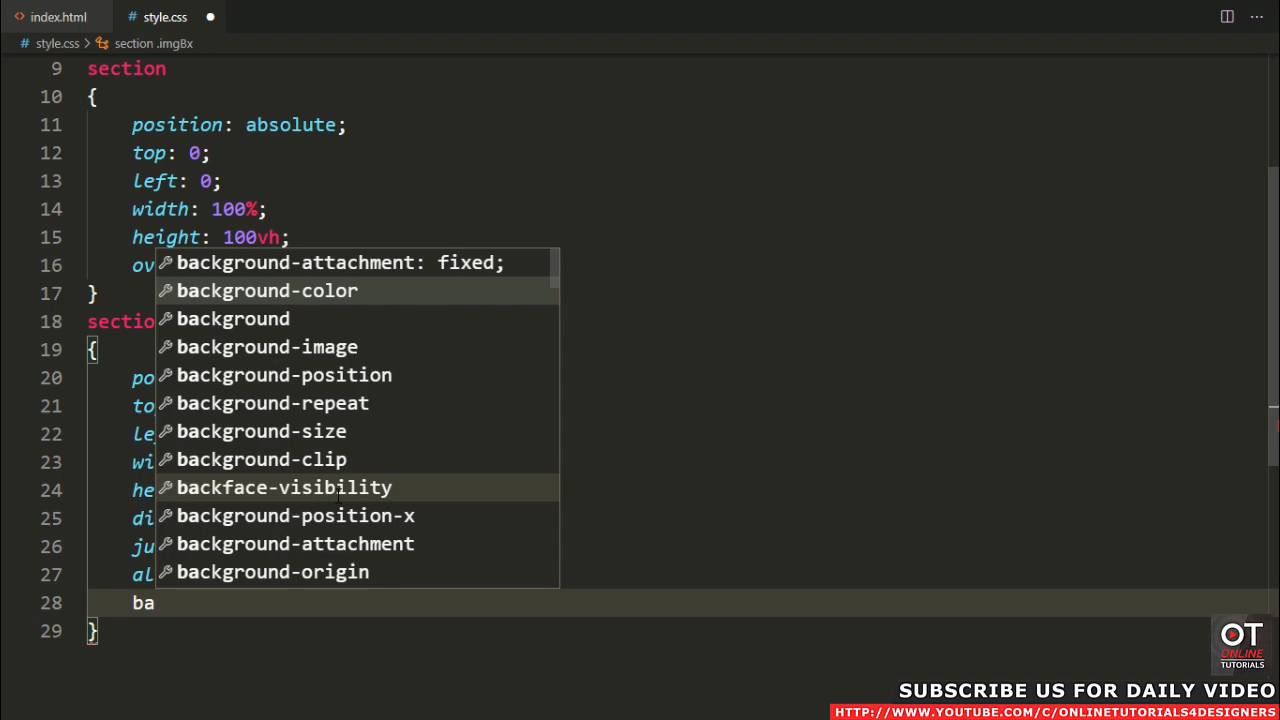 index.html
style.css
style.css
section .imgBx
9 section
10 {
11 position: absolute;
12 top: 0;
13 left: 0;
14 width: 100%;
15 height: 100vh;
16 ov
17 }
18 sectio
19 {
20 po
21 to
22 le
23 wi
24 he
25 di
26 ju
27 al
28 ba
29 }
background-attachment: fixed;
background-color
background
background-image
background-position
background-repeat
background-size
background-clip
backface-visibility
background-position-x
background-attachment
background-origin
OT
ONLINE
TUTORIALS
SUBSCRIBE US FOR DAILY VIDEO
HTTP://WWW.YOUTUBE.COM/C/ONLINETUTORIALS4DESIGNERS